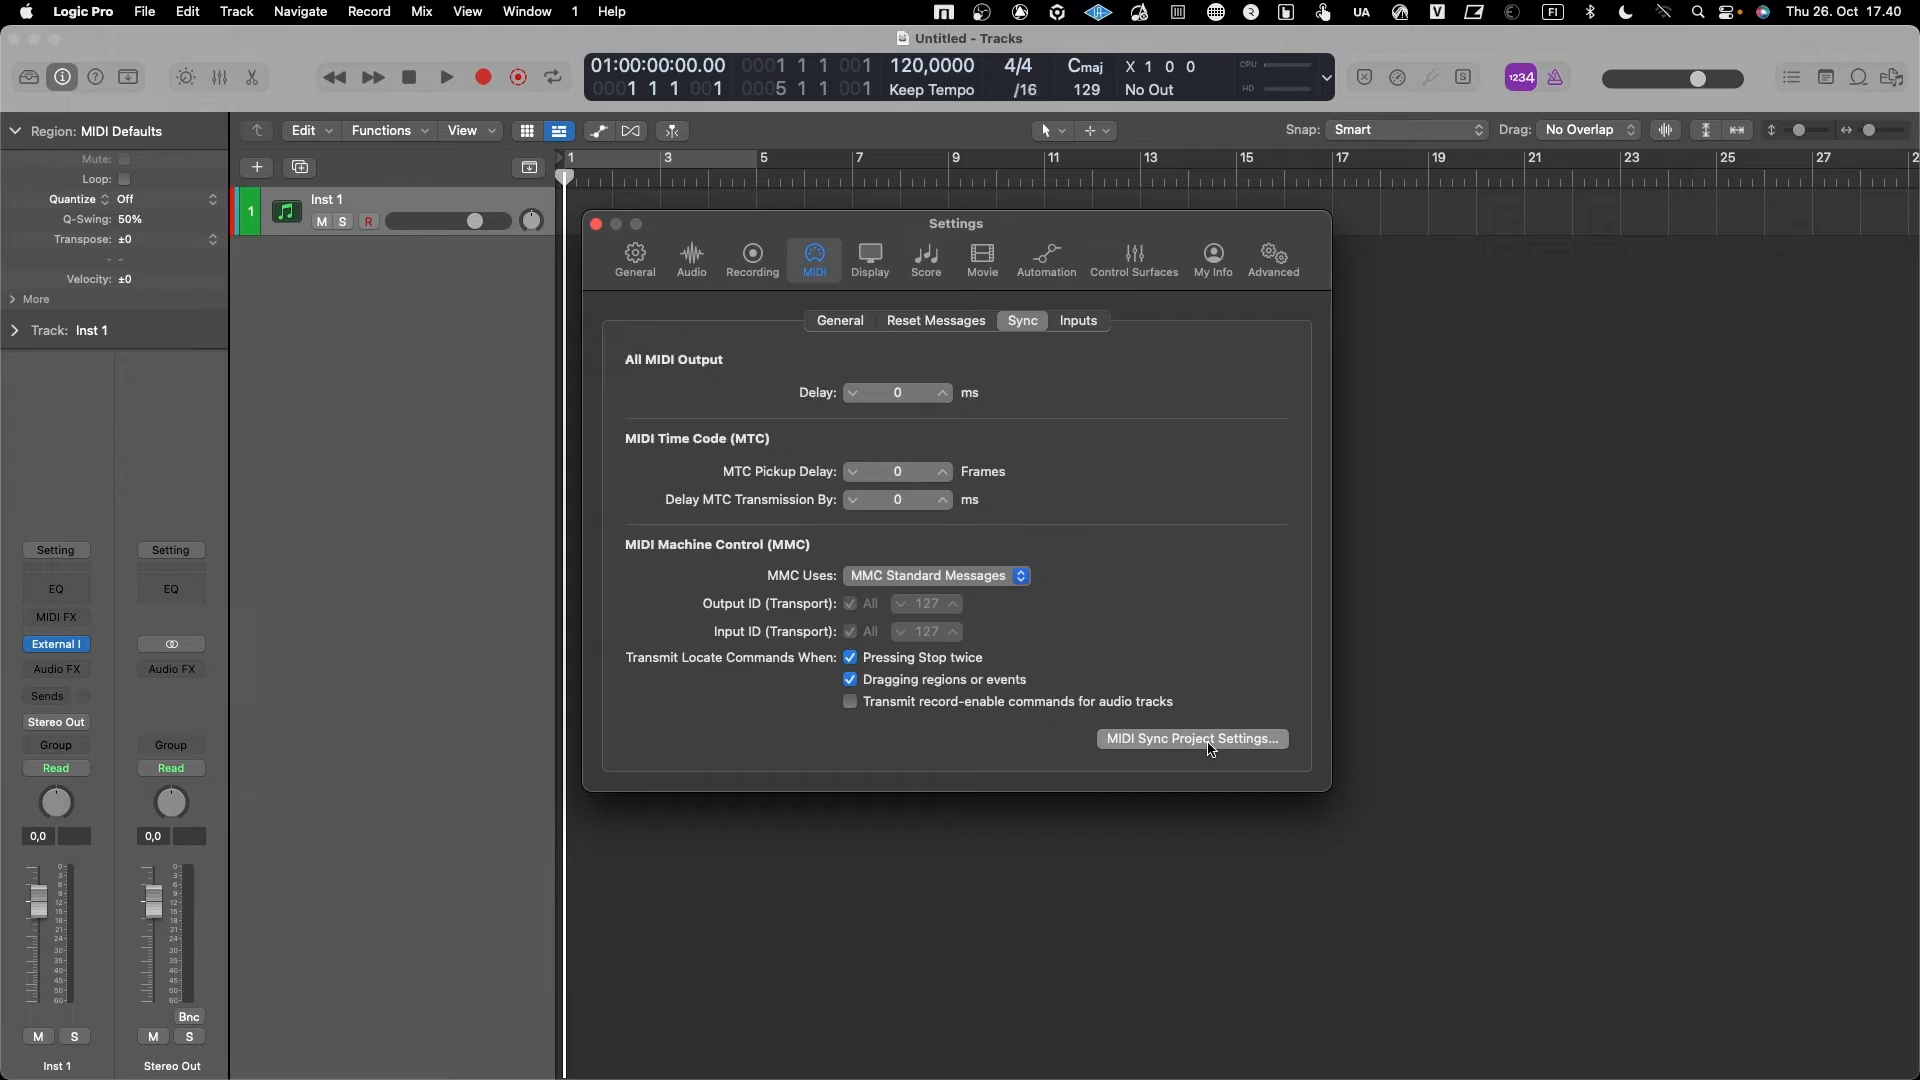 Logic Pro File Edit Track Navigate Record Mix View Window 1 Help
UA V FI Thu 26. Oct 17.40
Untitled - Tracks
01:00:00:00.00 0001 1 1 001 120,0000 4/4 Cmaj X 1 0 0 CPU
0001 1 1 001 0005 1 1 001 Keep Tempo /16 129 No Out HD
1234
S
Region: MIDI Defaults
Edit Functions View
Snap: Smart Drag: No Overlap
Mute:
Loop:
Quantize Off
Q-Swing: 50%
Transpose: ±0
- -
Velocity: ±0
More
Track: Inst 1
1 3 5 7 9 11 13 15 17 19 21 23 25 27 2
1
Inst 1
M S R
Settings
General Audio Recording MIDI Display Score Movie Automation Control Surfaces My Info Advanced
General Reset Messages Sync Inputs
All MIDI Output
Delay: 0 ms
MIDI Time Code (MTC)
MTC Pickup Delay: 0 Frames
Delay MTC Transmission By: 0 ms
MIDI Machine Control (MMC)
MMC Uses: MMC Standard Messages
Output ID (Transport): All 127
Input ID (Transport): All 127
Transmit Locate Commands When: Pressing Stop twice
Dragging regions or events
Transmit record-enable commands for audio tracks
MIDI Sync Project Settings...
Setting Setting
EQ EQ
MIDI FX
External I
Audio FX Audio FX
Sends
Stereo Out
Group Group
Read Read
0,0 0,0
Bnc
M S M S
Inst 1 Stereo Out